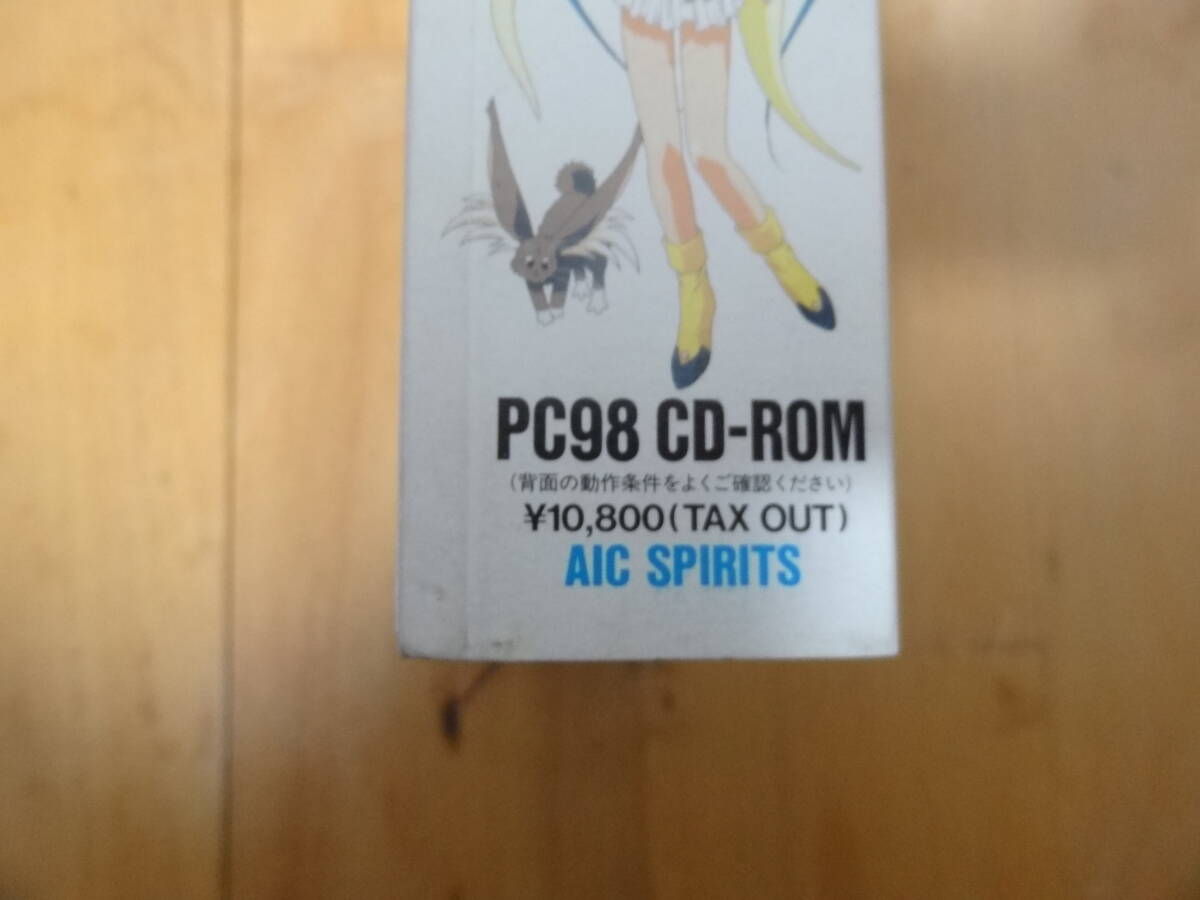 PC98 CD-ROM
(背面の動作条件をよくご確認ください)
¥10,800(TAX OUT)
AIC SPIRITS